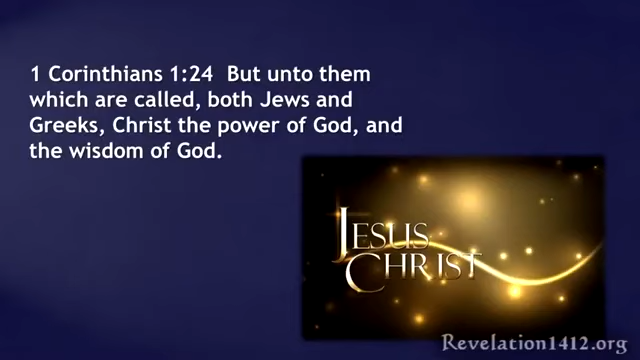 1 Corinthians 1:24  But unto them
which are called, both Jews and
Greeks, Christ the power of God, and
the wisdom of God.
JESUS
CHRIST
Revelation1412.org